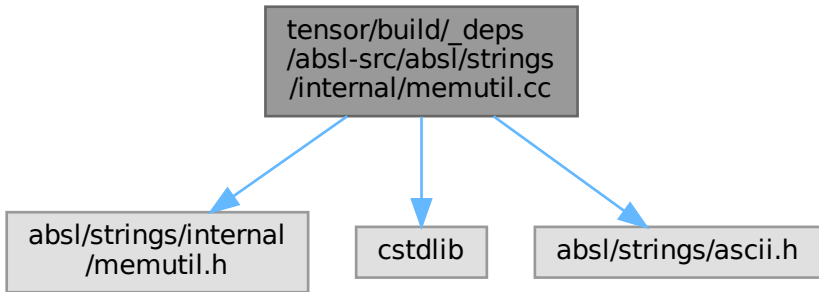 tensor/build/_deps
/absl-src/absl/strings
/internal/memutil.cc
absl/strings/internal
/memutil.h
cstdlib
absl/strings/ascii.h